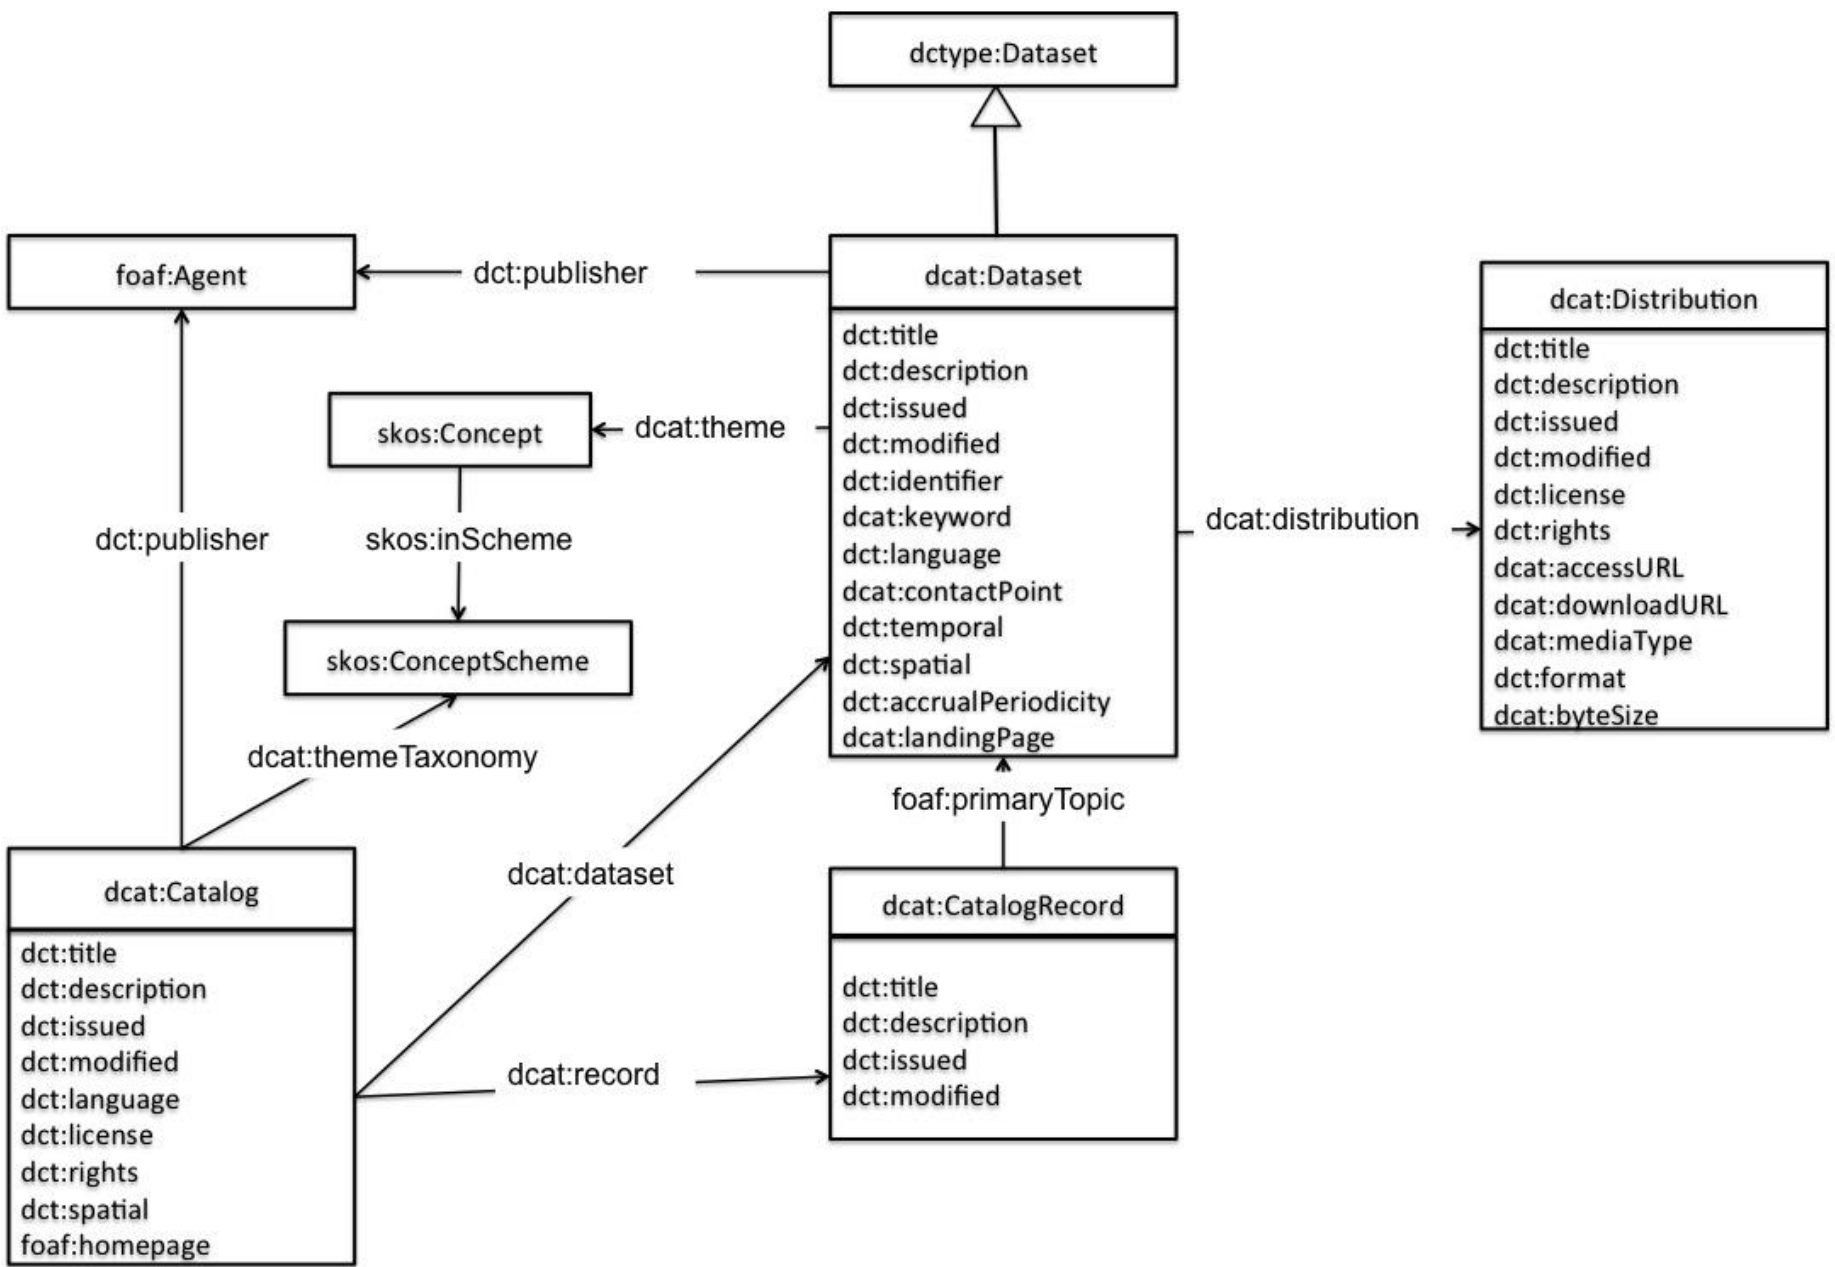 dctype:Dataset
foaf:Agent
dct:publisher
dcat:Dataset
dct:title
dct:description
dct:issued
dct:modified
dct:identifier
dcat:keyword
dct:language
dcat:contactPoint
dct:temporal
dct:spatial
dct:accrualPeriodicity
dcat:landingPage
dcat:distribution
dcat:Distribution
dct:title
dct:description
dct:issued
dct:modified
dct:license
dct:rights
dcat:accessURL
dcat:downloadURL
dcat:mediaType
dct:format
dcat:byteSize
skos:Concept
dcat:theme
dct:publisher
skos:inScheme
skos:ConceptScheme
dcat:themeTaxonomy
foaf:primaryTopic
dcat:dataset
dcat:Catalog
dct:title
dct:description
dct:issued
dct:modified
dct:language
dct:license
dct:rights
dct:spatial
foaf:homepage
dcat:record
dcat:CatalogRecord
dct:title
dct:description
dct:issued
dct:modified